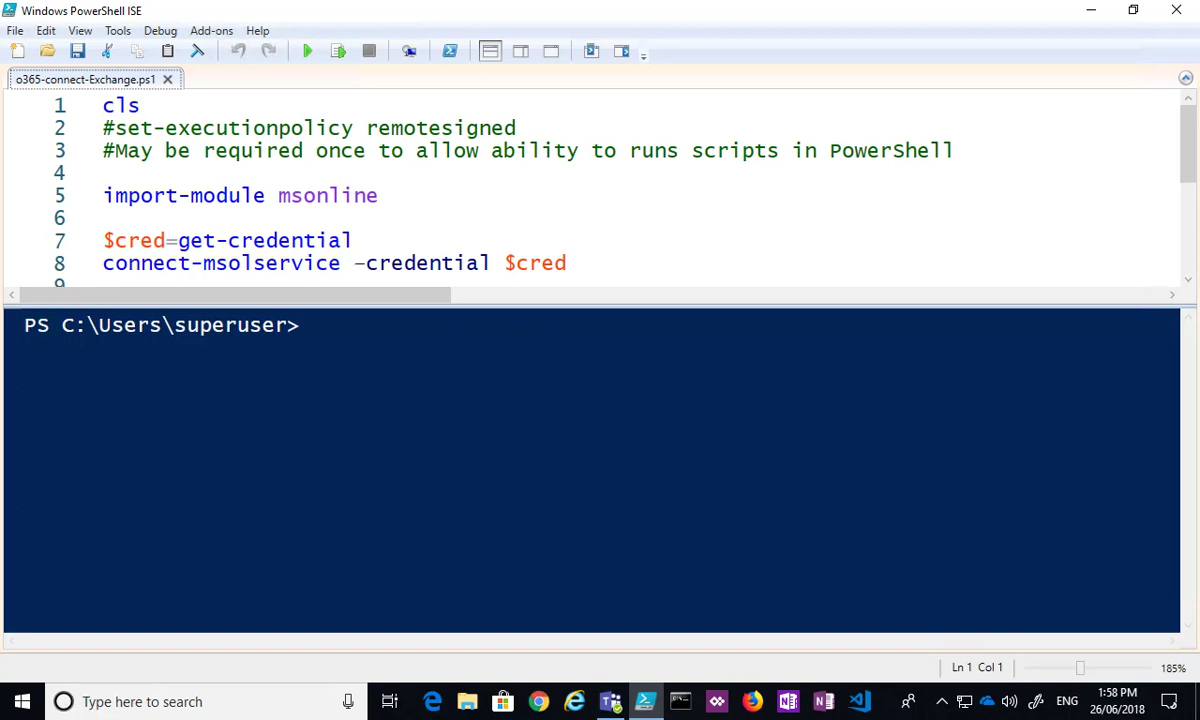 Windows PowerShell ISE
File Edit View Tools Debug Add-ons Help
o365-connect-Exchange.ps1
1 cls
2 #set-executionpolicy remotesigned
3 #May be required once to allow ability to runs scripts in PowerShell
4
5 import-module msonline
6
7 $cred=get-credential
8 connect-msolservice –credential $cred
9
PS C:\Users\superuser>
Ln 1 Col 1 185%
Type here to search
ENG
1:58 PM
26/06/2018